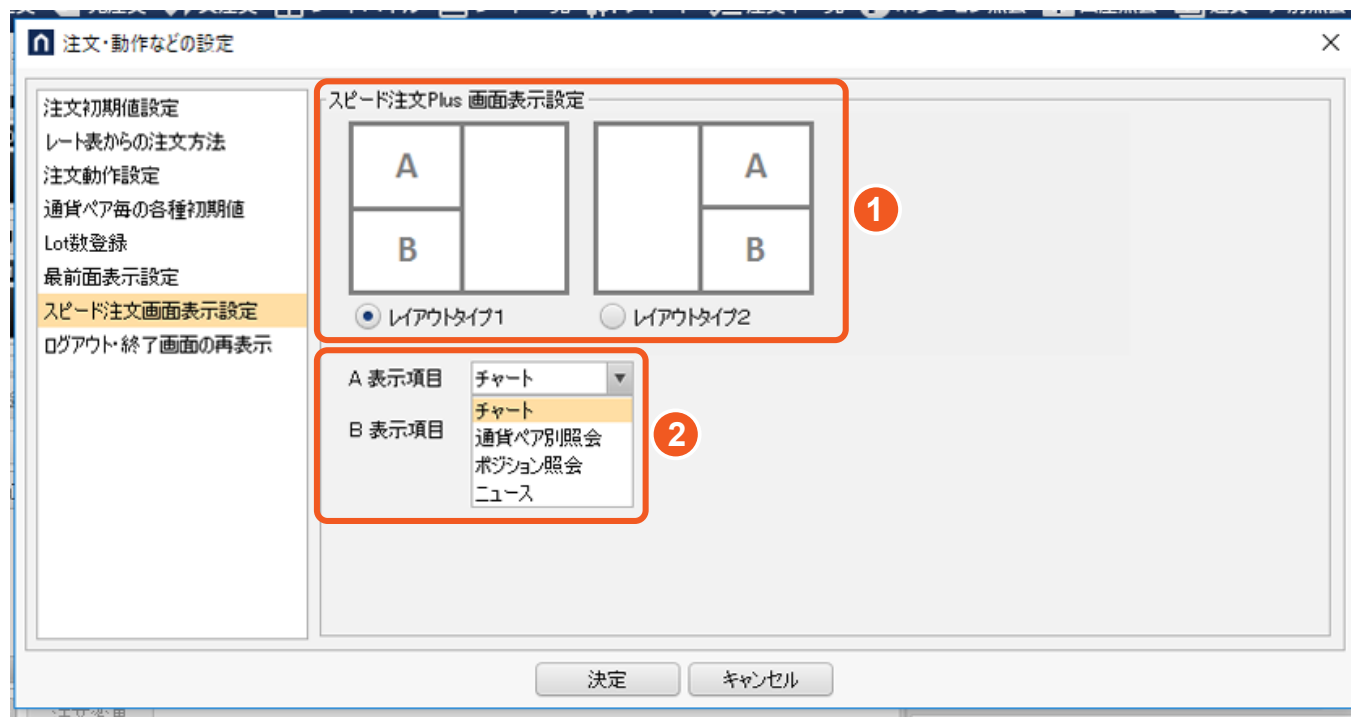 注文・動作などの設定
注文初期値設定
レート表からの注文方法
注文動作設定
通貨ペア毎の各種初期値
Lot数登録
最前面表示設定
スピード注文画面表示設定
ログアウト・終了画面の再表示
スピード注文Plus 画面表示設定
A
A
B
B
レイアウトタイプ1
レイアウトタイプ2
1
A 表示項目
チャート
チャート
B 表示項目
通貨ペア別照会
ポジション照会
ニュース
2
決定
キャンセル